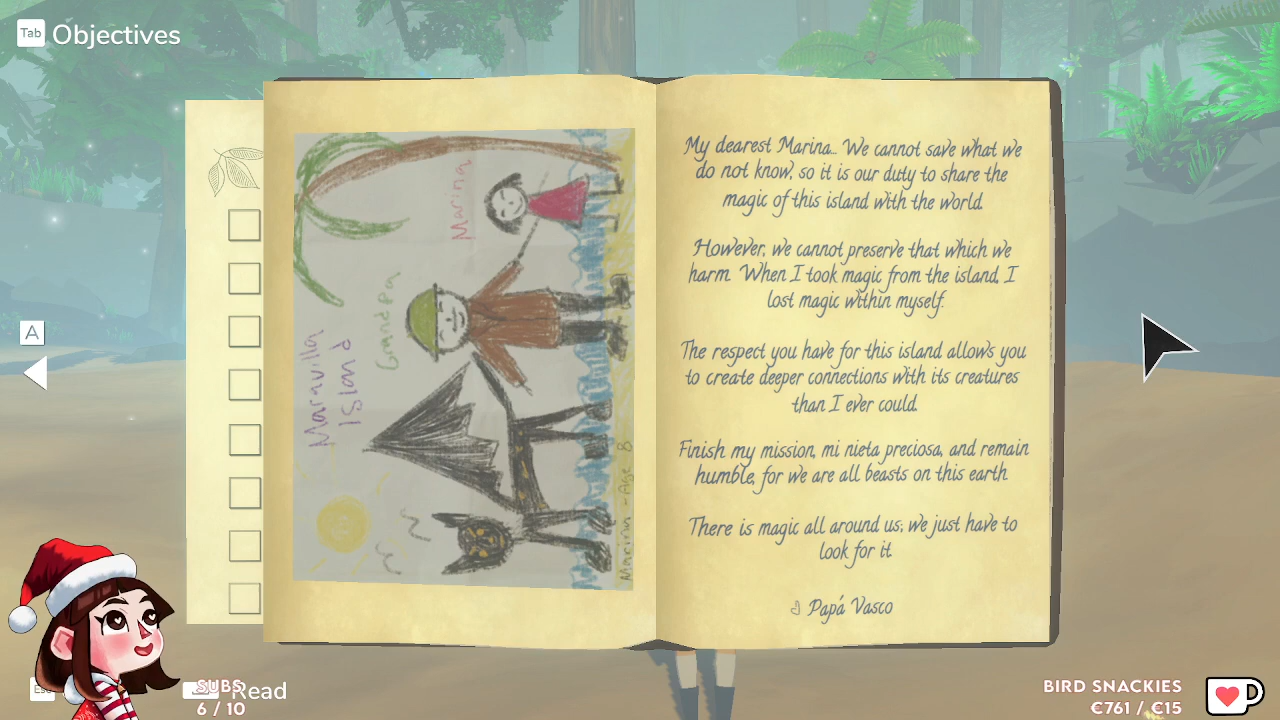 Tab Objectives
Marina
Grandpa
Maravilla
Island
Marina - Age 8
My dearest Marina... We cannot save what we
do not know, so it is our duty to share the
magic of this island with the world.
However, we cannot preserve that which we
harm. When I took magic from the island, I
lost magic within myself.
The respect you have for this island allows you
to create deeper connections with its creatures
than I ever could.
Finish my mission, mi nieta preciosa, and remain
humble, for we are all beasts on this earth.
There is magic all around us; we just have to
look for it.
♡ Papá Vasco
A
Esc
Read
SUBS
6 / 10
BIRD SNACKIES
€761 / €15